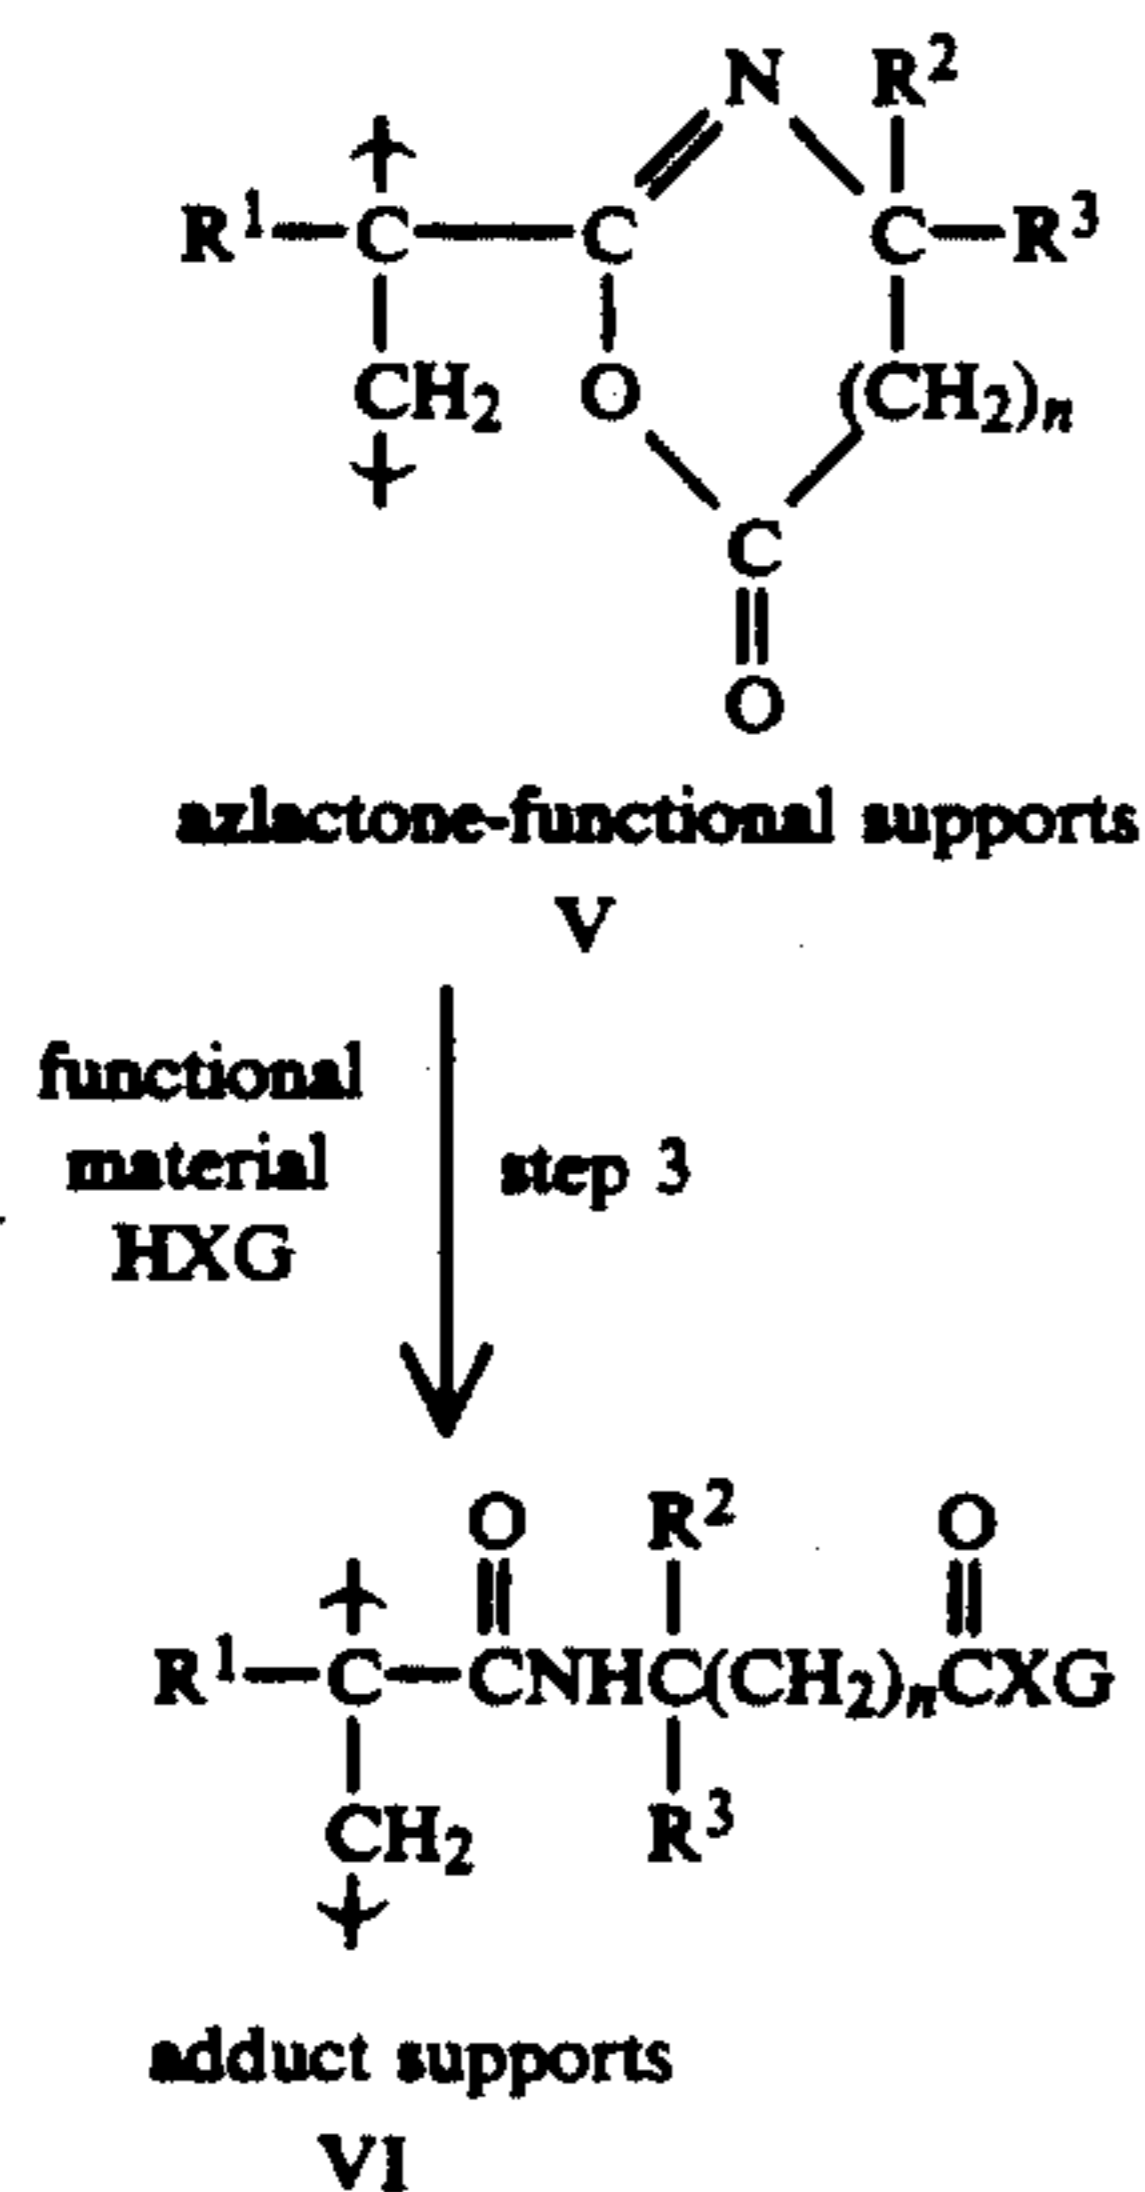 N R2
R1—C—C C—R3
CH2 O (CH2)n
C
O
azlactone-functional supports
V
functional
material
HXG
step 3
O R2 O
R1—C—CNHC(CH2)nCXG
CH2 R3
adduct supports
VI